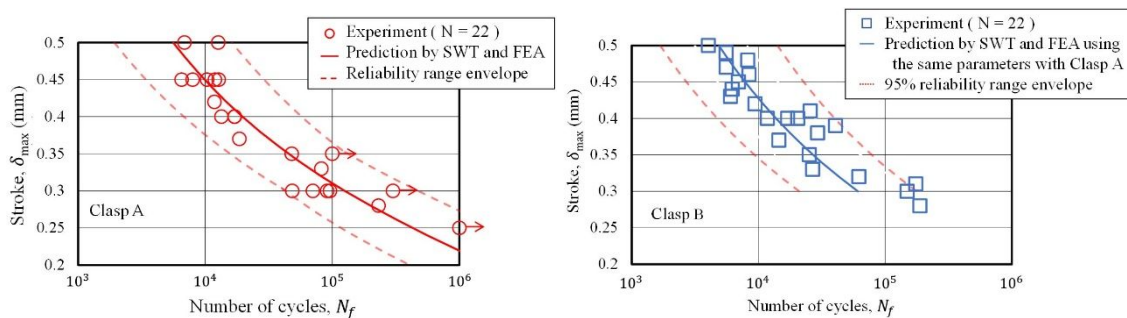 Experiment ( N = 22 )
Prediction by SWT and FEA
Reliability range envelope
0.5
0.45
0.4
0.35
0.3
0.25
0.2
Stroke, δmax (mm)
Clasp A
10³ 10⁴ 10⁵ 10⁶
Number of cycles, Nf
Experiment ( N = 22 )
Prediction by SWT and FEA using
the same parameters with Clasp A
95% reliability range envelope
0.5
0.45
0.4
0.35
0.3
0.25
0.2
Stroke, δmax (mm)
Clasp B
10³ 10⁴ 10⁵ 10⁶
Number of cycles, Nf